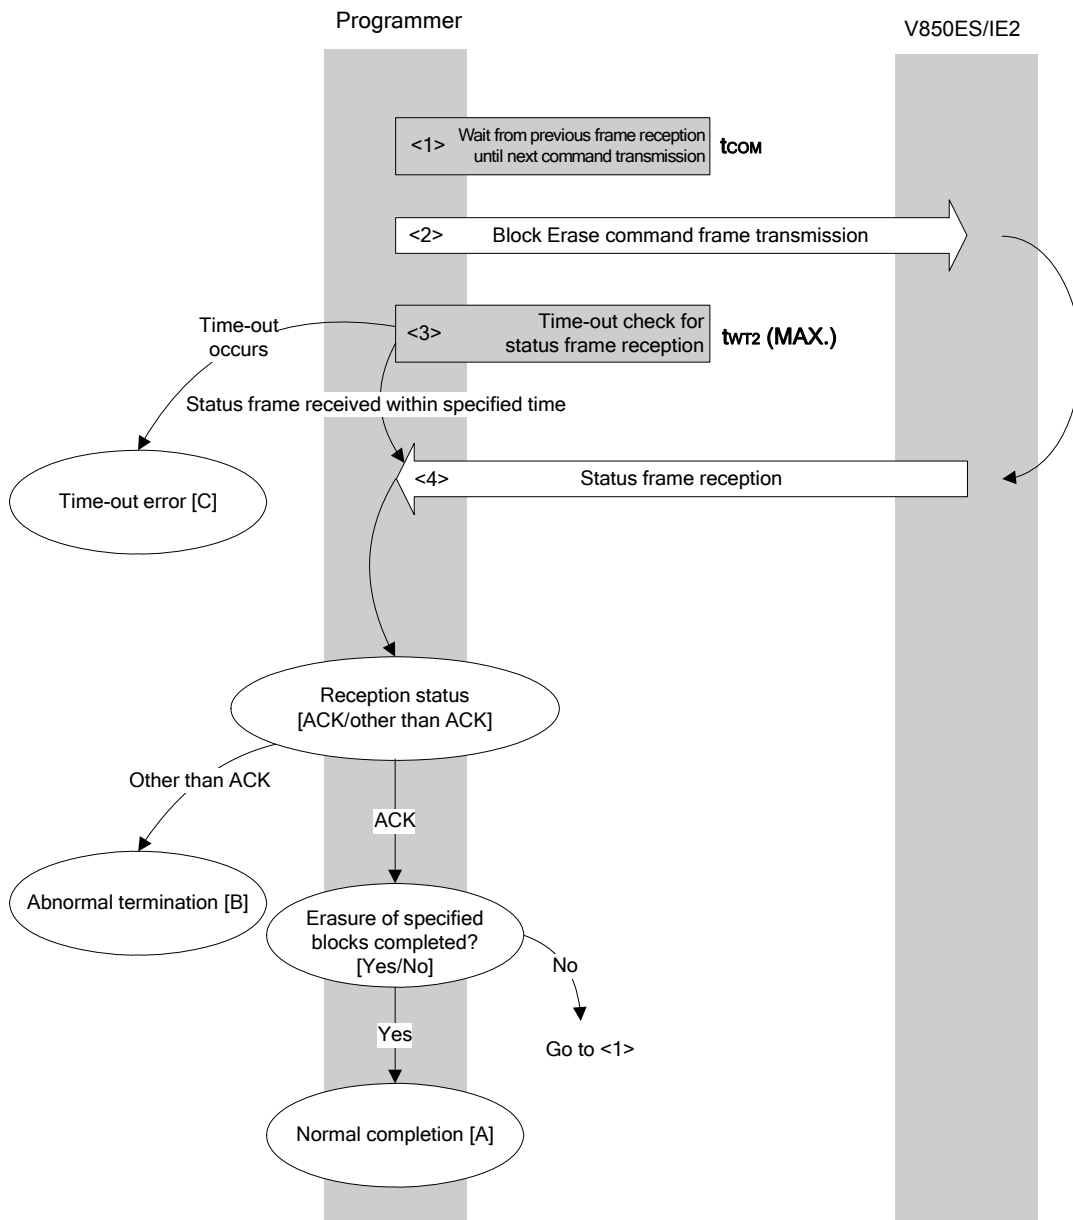 Programmer
V850ES/IE2
<1> Wait from previous frame reception
until next command transmission
tCOM
<2> Block Erase command frame transmission
<3> Time-out check for
status frame reception
tWT2 (MAX.)
Time-out
occurs
Status frame received within specified time
<4> Status frame reception
Time-out error [C]
Reception status
[ACK/other than ACK]
Other than ACK
ACK
Abnormal termination [B]
Erasure of specified
blocks completed?
[Yes/No]
No
Yes
Go to <1>
Normal completion [A]